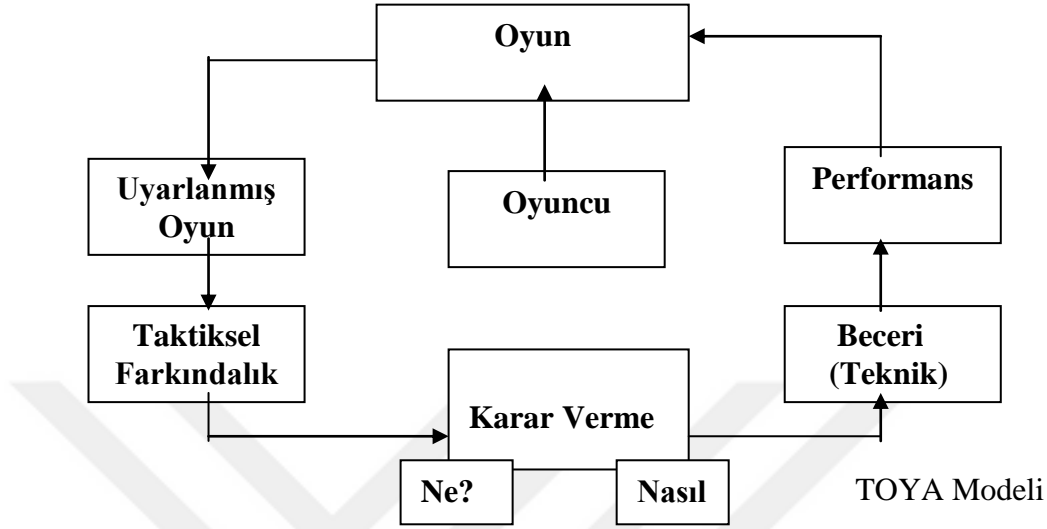 Oyun
Uyarlanmış
Oyun
Oyuncu
Performans
Taktiksel
Farkındalık
Beceri
(Teknik)
Karar Verme
Ne?
Nasıl
TOYA Modeli